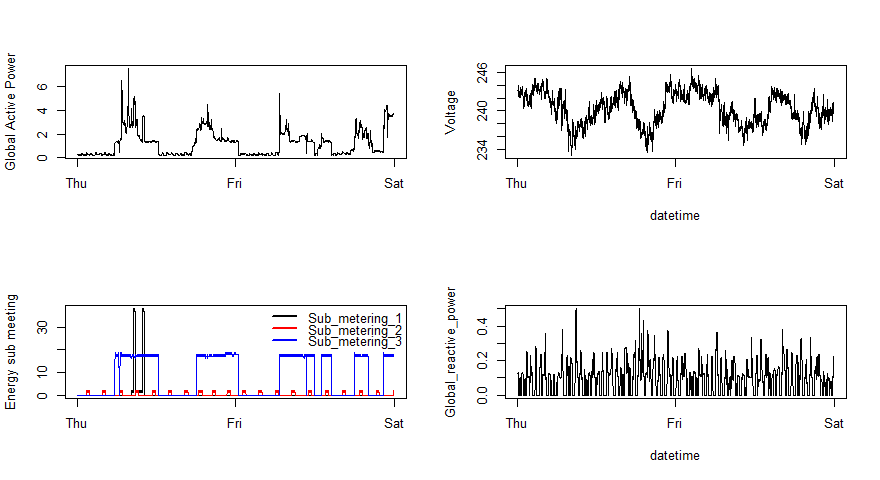 Global Active Power
0 2 4 6
Thu Fri Sat
Voltage
234 240 246
Thu Fri Sat
datetime
Energy sub meeting
0 10 30
Sub_metering_1
Sub_metering_2
Sub_metering_3
Thu Fri Sat
Global_reactive_power
0.0 0.2 0.4
Thu Fri Sat
datetime